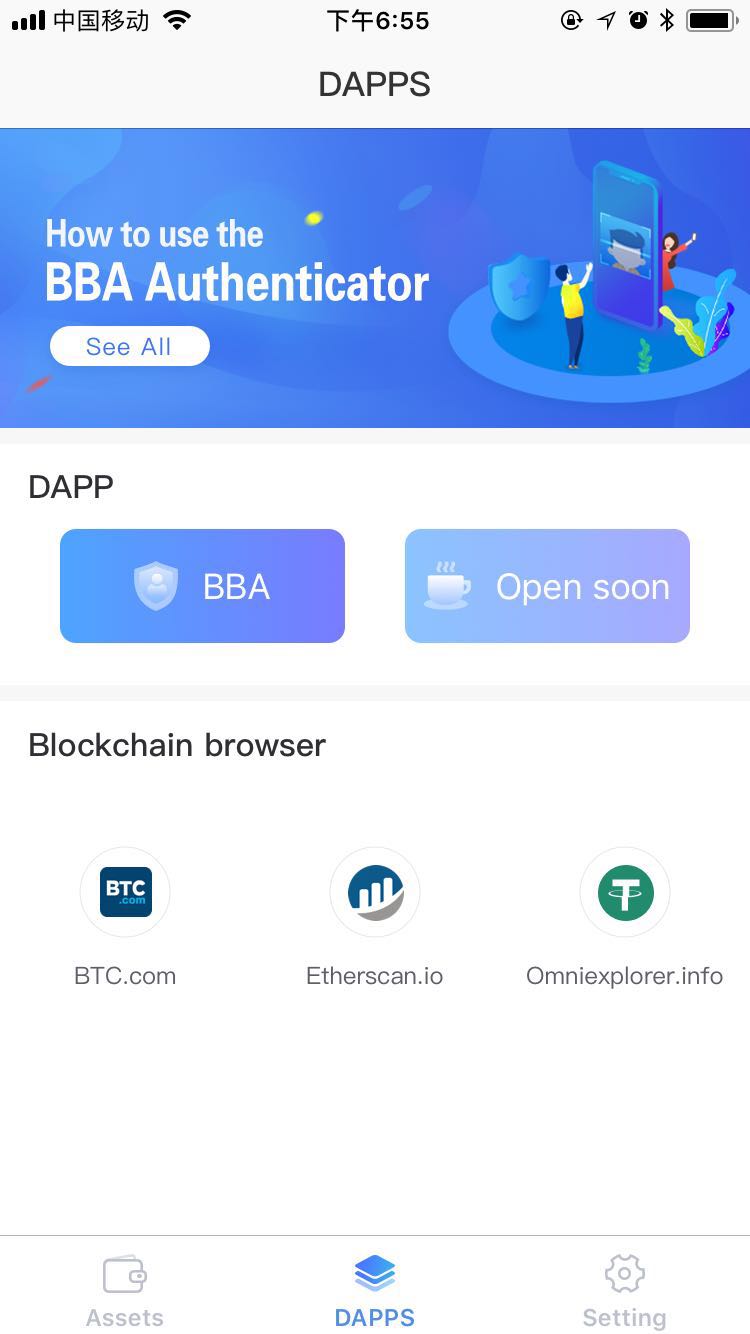 中国移动
下午6:55
DAPPS
How to use the
BBA Authenticator
See All
DAPP
BBA
Open soon
Blockchain browser
BTC
.com
BTC.com
Etherscan.io
Omniexplorer.info
Assets
DAPPS
Setting